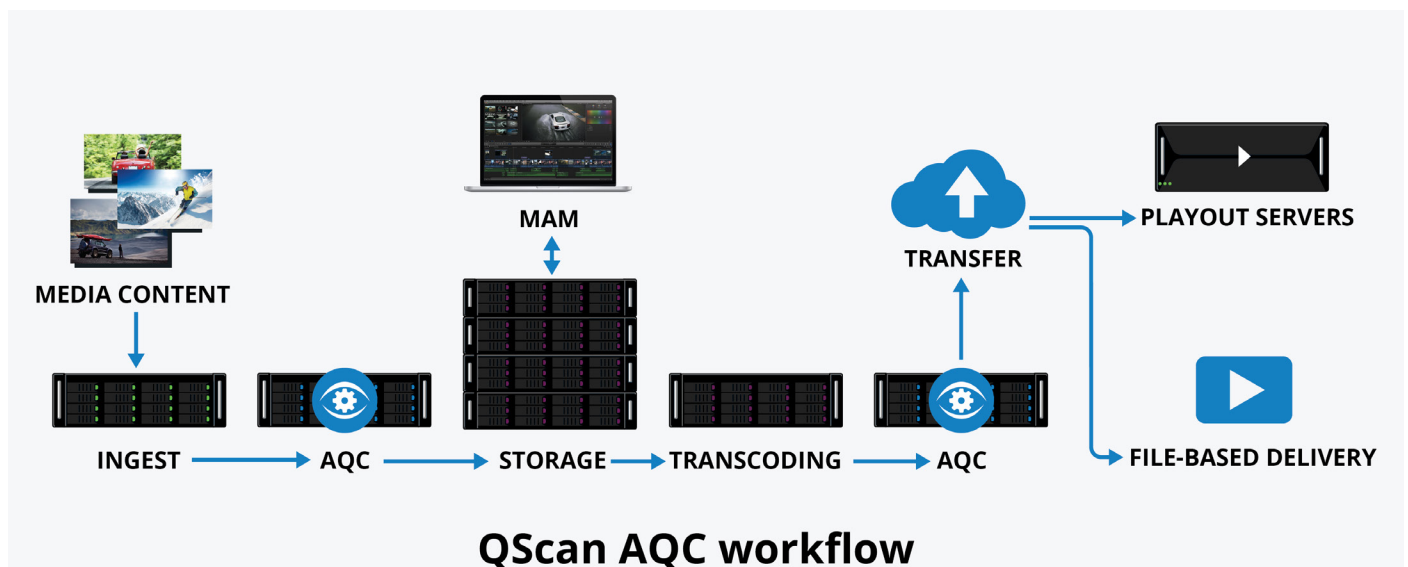 MAM
PLAYOUT SERVERS
TRANSFER
MEDIA CONTENT
INGEST
AQC
STORAGE
TRANSCODING
AQC
FILE-BASED DELIVERY
QScan AQC workflow